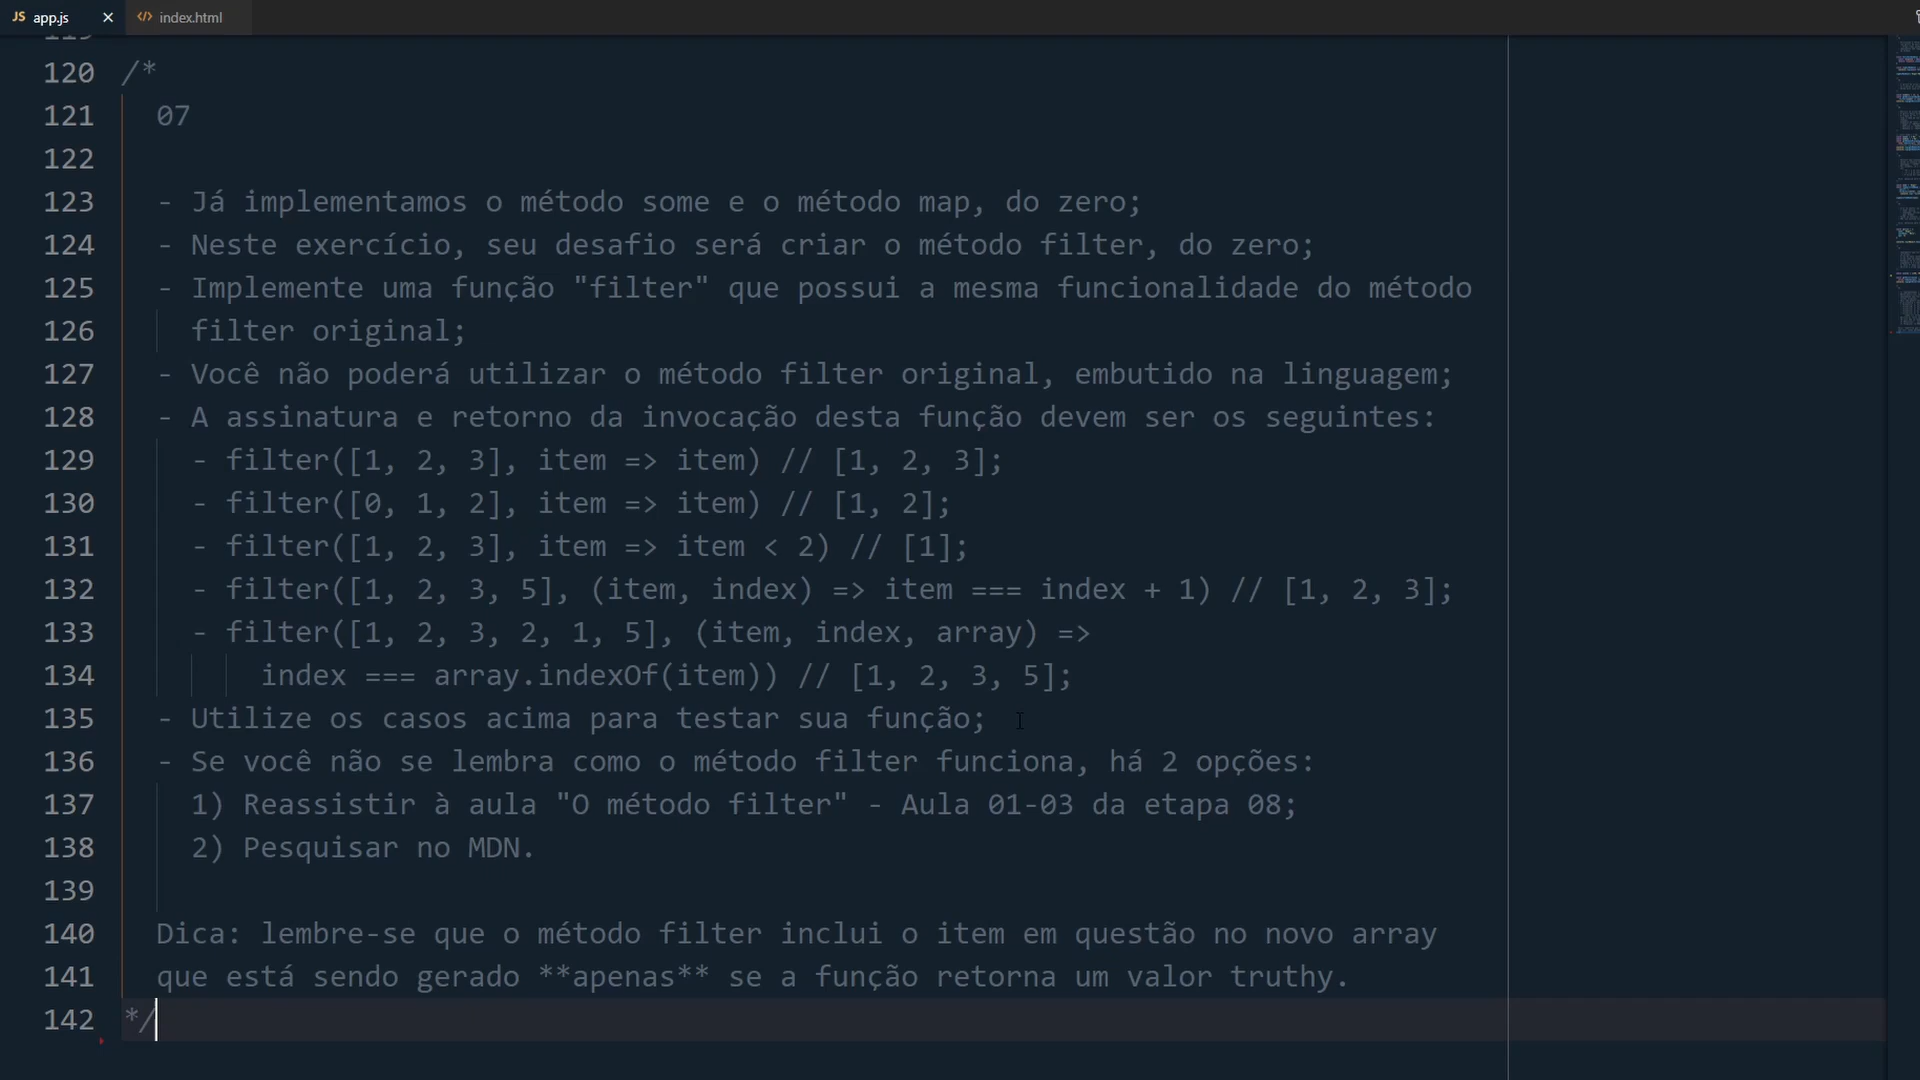 JS app.js × <> index.html
119
120 /*
121 07
122
123 - Já implementamos o método some e o método map, do zero;
124 - Neste exercício, seu desafio será criar o método filter, do zero;
125 - Implemente uma função "filter" que possui a mesma funcionalidade do método
126 filter original;
127 - Você não poderá utilizar o método filter original, embutido na linguagem;
128 - A assinatura e retorno da invocação desta função devem ser os seguintes:
129 - filter([1, 2, 3], item => item) // [1, 2, 3];
130 - filter([0, 1, 2], item => item) // [1, 2];
131 - filter([1, 2, 3], item => item < 2) // [1];
132 - filter([1, 2, 3, 5], (item, index) => item === index + 1) // [1, 2, 3];
133 - filter([1, 2, 3, 2, 1, 5], (item, index, array) =>
134 index === array.indexOf(item)) // [1, 2, 3, 5];
135 - Utilize os casos acima para testar sua função;
136 - Se você não se lembra como o método filter funciona, há 2 opções:
137 1) Reassistir à aula "O método filter" - Aula 01-03 da etapa 08;
138 2) Pesquisar no MDN.
139
140 Dica: lembre-se que o método filter inclui o item em questão no novo array
141 que está sendo gerado **apenas** se a função retorna um valor truthy.
142 */